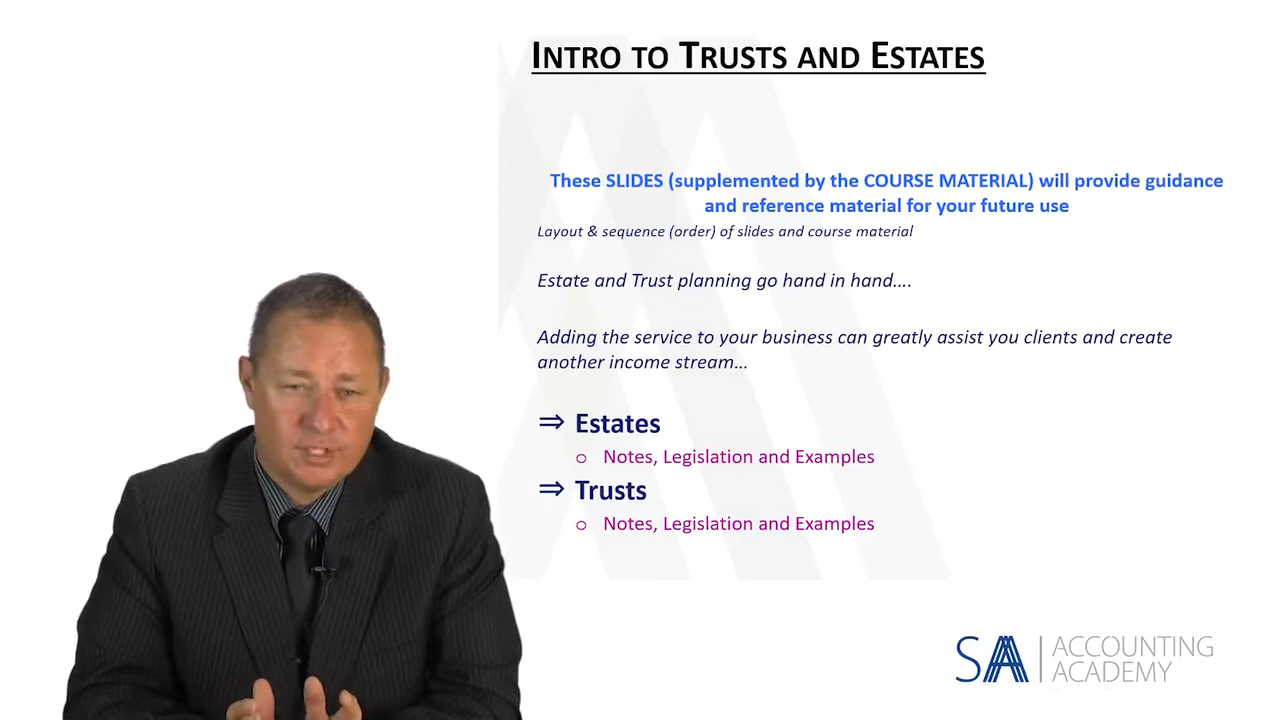 INTRO TO TRUSTS AND ESTATES
These SLIDES (supplemented by the COURSE MATERIAL) will provide guidance
and reference material for your future use
Layout & sequence (order) of slides and course material
Estate and Trust planning go hand in hand....
Adding the service to your business can greatly assist you clients and create
another income stream...
⇒ Estates
o Notes, Legislation and Examples
⇒ Trusts
o Notes, Legislation and Examples
SAA ACCOUNTING
ACADEMY